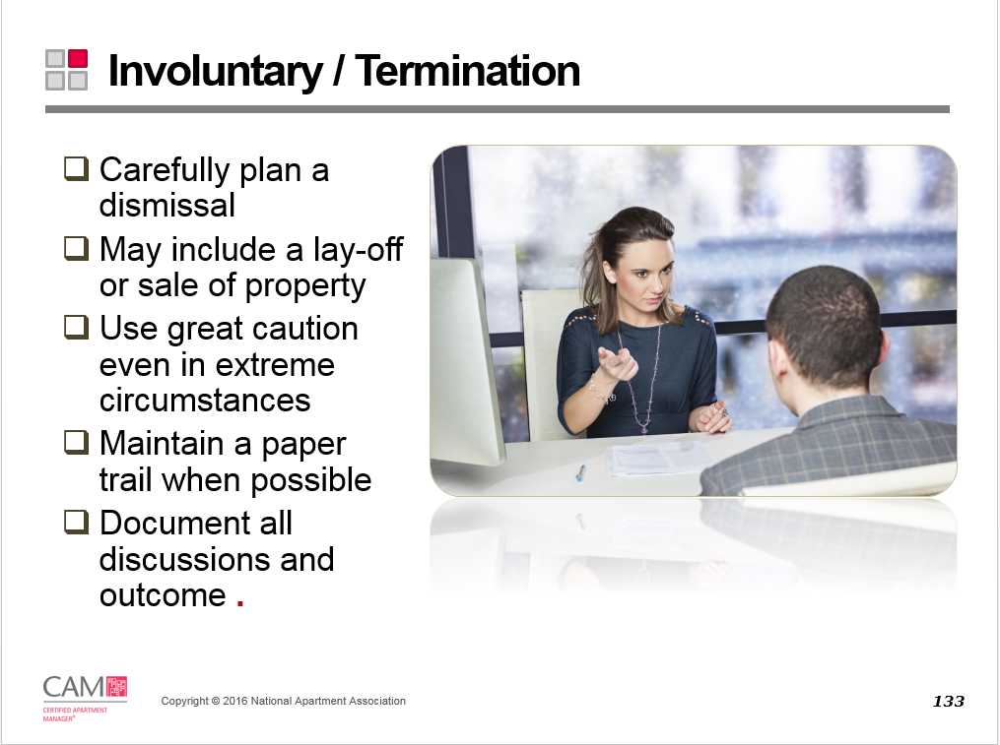 Involuntary / Termination
Carefully plan a
dismissal
May include a lay-off
or sale of property
Use great caution
even in extreme
circumstances
Maintain a paper
trail when possible
Document all
discussions and
outcome .
CAM
CERTIFIED APARTMENT
MANAGER®
Copyright © 2016 National Apartment Association
133